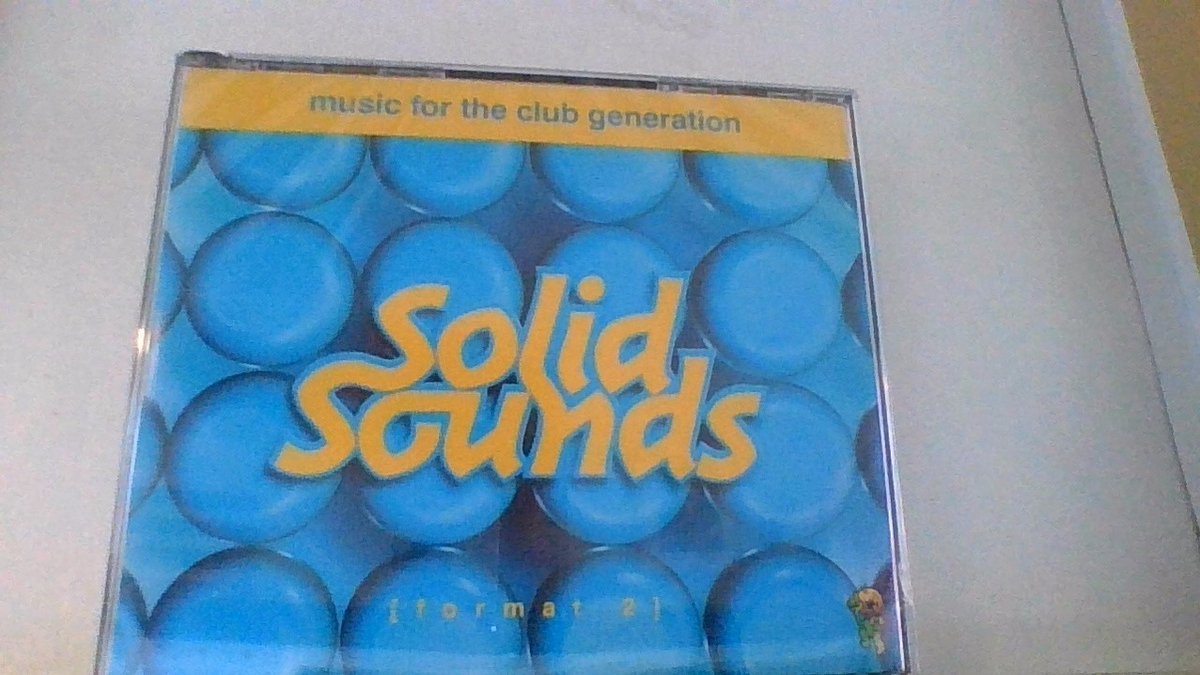 music for the club generation
Solid
Sounds
[format 2]